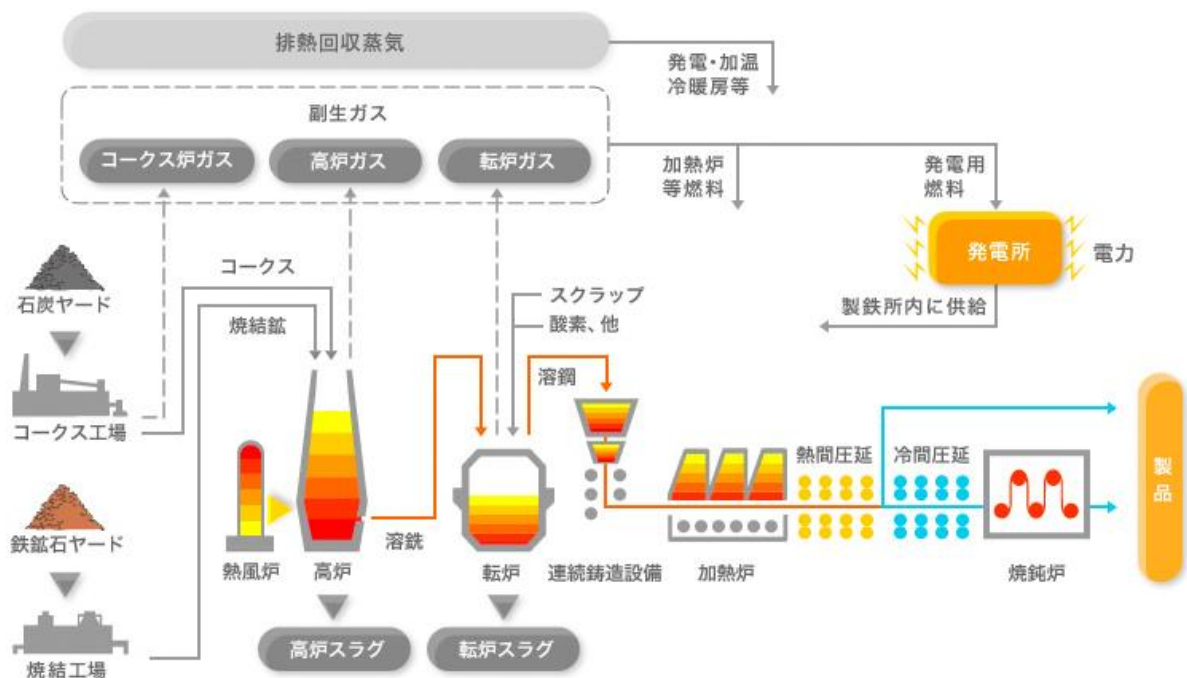 排熱回収蒸気
発電・加温
冷暖房等
副生ガス
コークス炉ガス
高炉ガス
転炉ガス
加熱炉
等燃料
発電用
燃料
発電所
電力
製鉄所内に供給
石炭ヤード
コークス
焼結鉱
スクラップ
酸素、他
コークス工場
溶鋼
熱間圧延
冷間圧延
製品
鉄鉱石ヤード
溶銑
熱風炉
高炉
転炉
連続鋳造設備
加熱炉
焼鈍炉
焼結工場
高炉スラグ
転炉スラグ